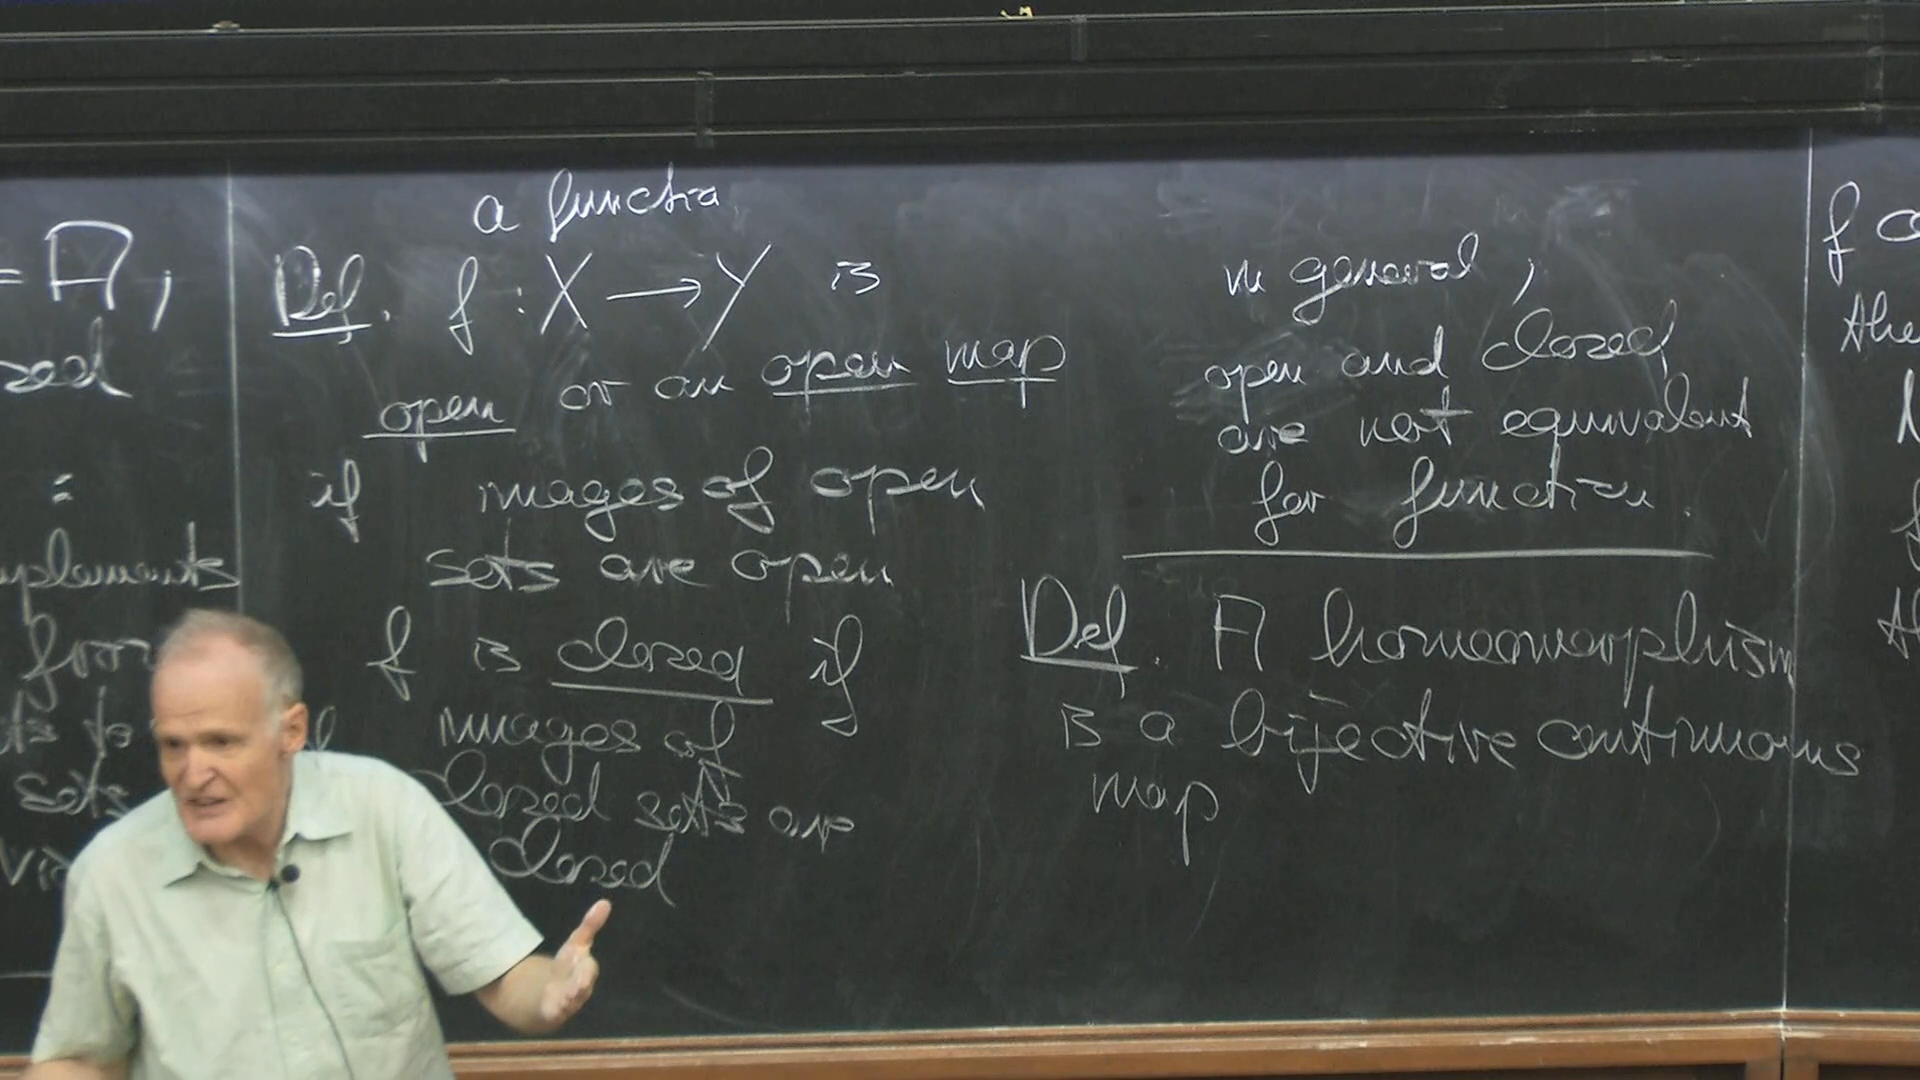 = A,
a function
Def. f : X → Y is
open or an open map
if images of open
sets are open
f is closed if
images of
closed sets are
closed
in general,
open and closed
are not equivalent
for function.
Def. A homeomorphism
is a bijective continuous
map
f